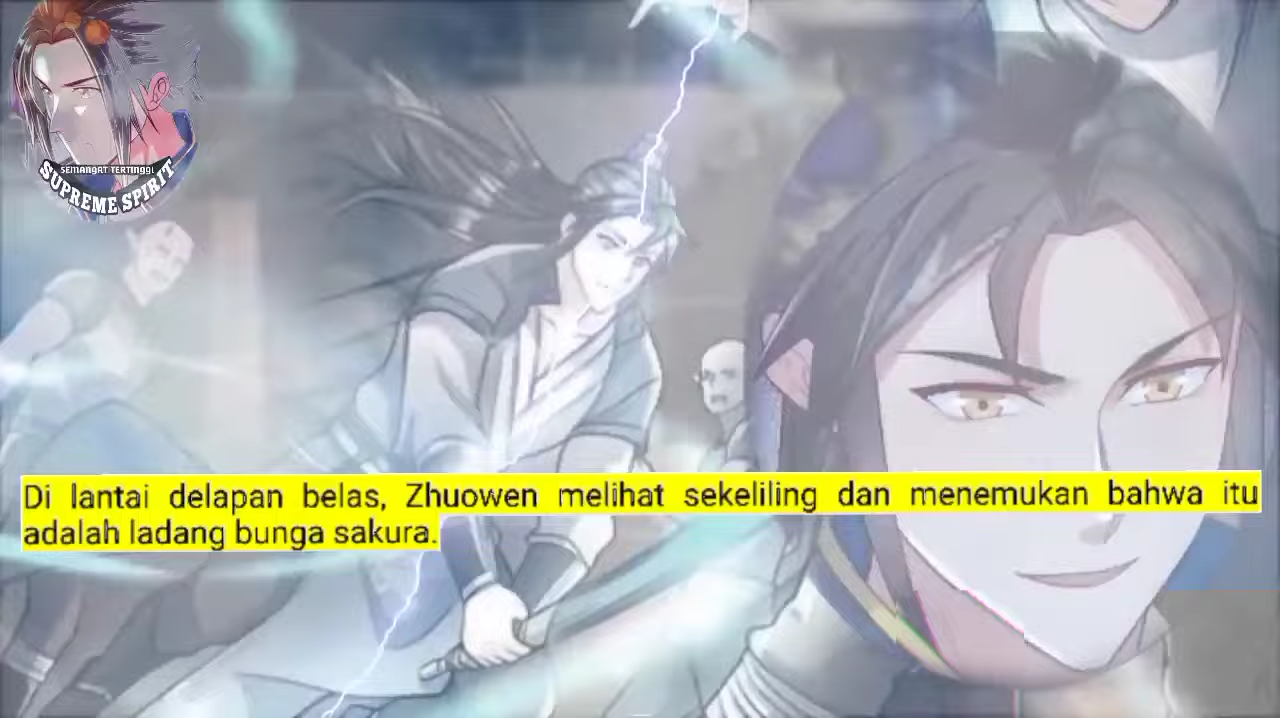 SEMANGAT TERTINGGI
SUPREME SPIRIT
Di lantai delapan belas, Zhuowen melihat sekeliling dan menemukan bahwa itu
adalah ladang bunga sakura.